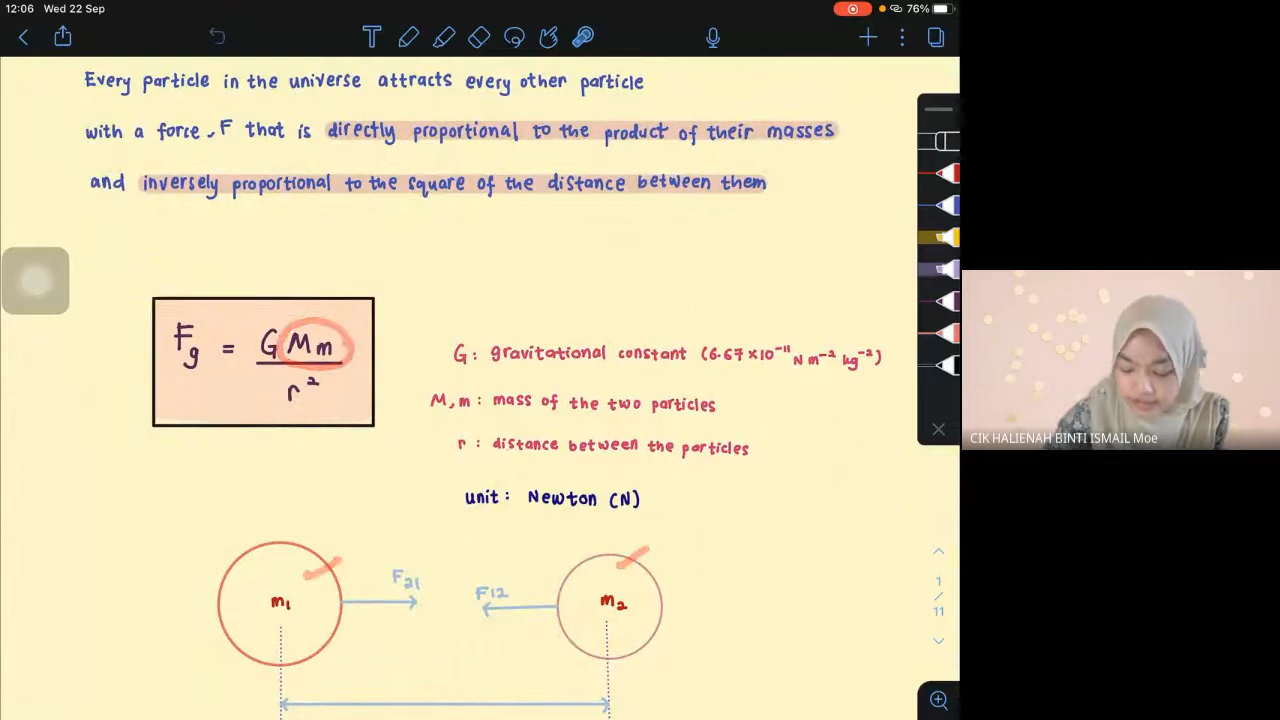 12:06 Wed 22 Sep
76%
Every particle in the universe attracts every other particle
with a force, F that is directly proportional to the product of their masses
and inversely proportional to the square of the distance between them
F_g = G M m / r²
G : gravitational constant (6.67×10⁻¹¹ N m⁻² kg⁻²)
M, m : mass of the two particles
r : distance between the particles
unit : Newton (N)
m₁
F₂₁
F₁₂
m₂
1
/
11
CIK HALIENAH BINTI ISMAIL Moe